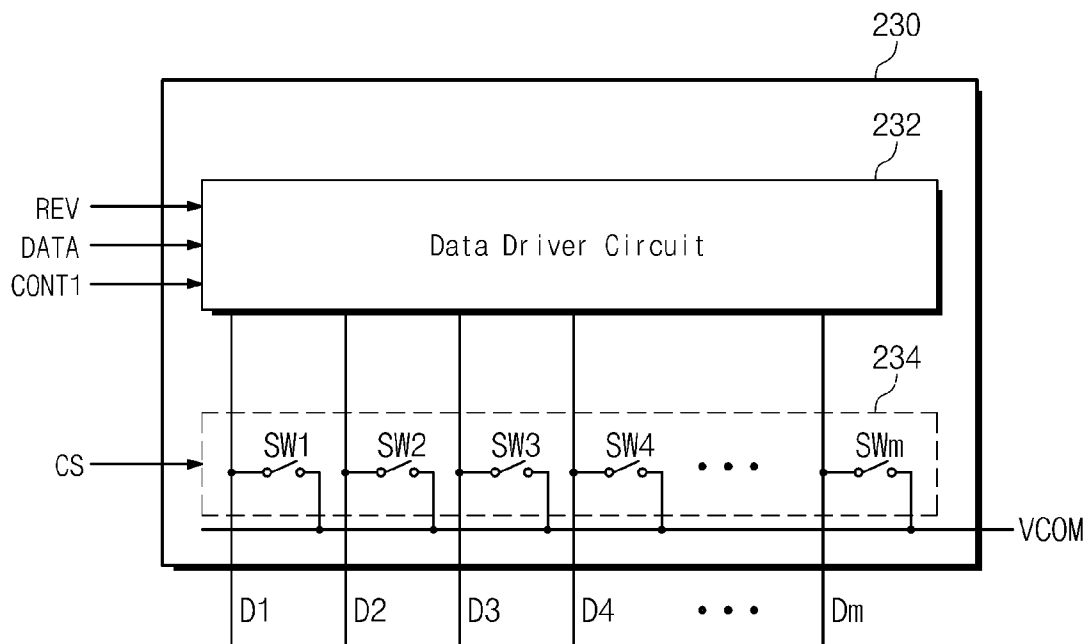 230
232
REV
DATA
CONT1
Data Driver Circuit
234
CS
SW1 SW2 SW3 SW4 ••• SWm
VCOM
D1 D2 D3 D4 ••• Dm